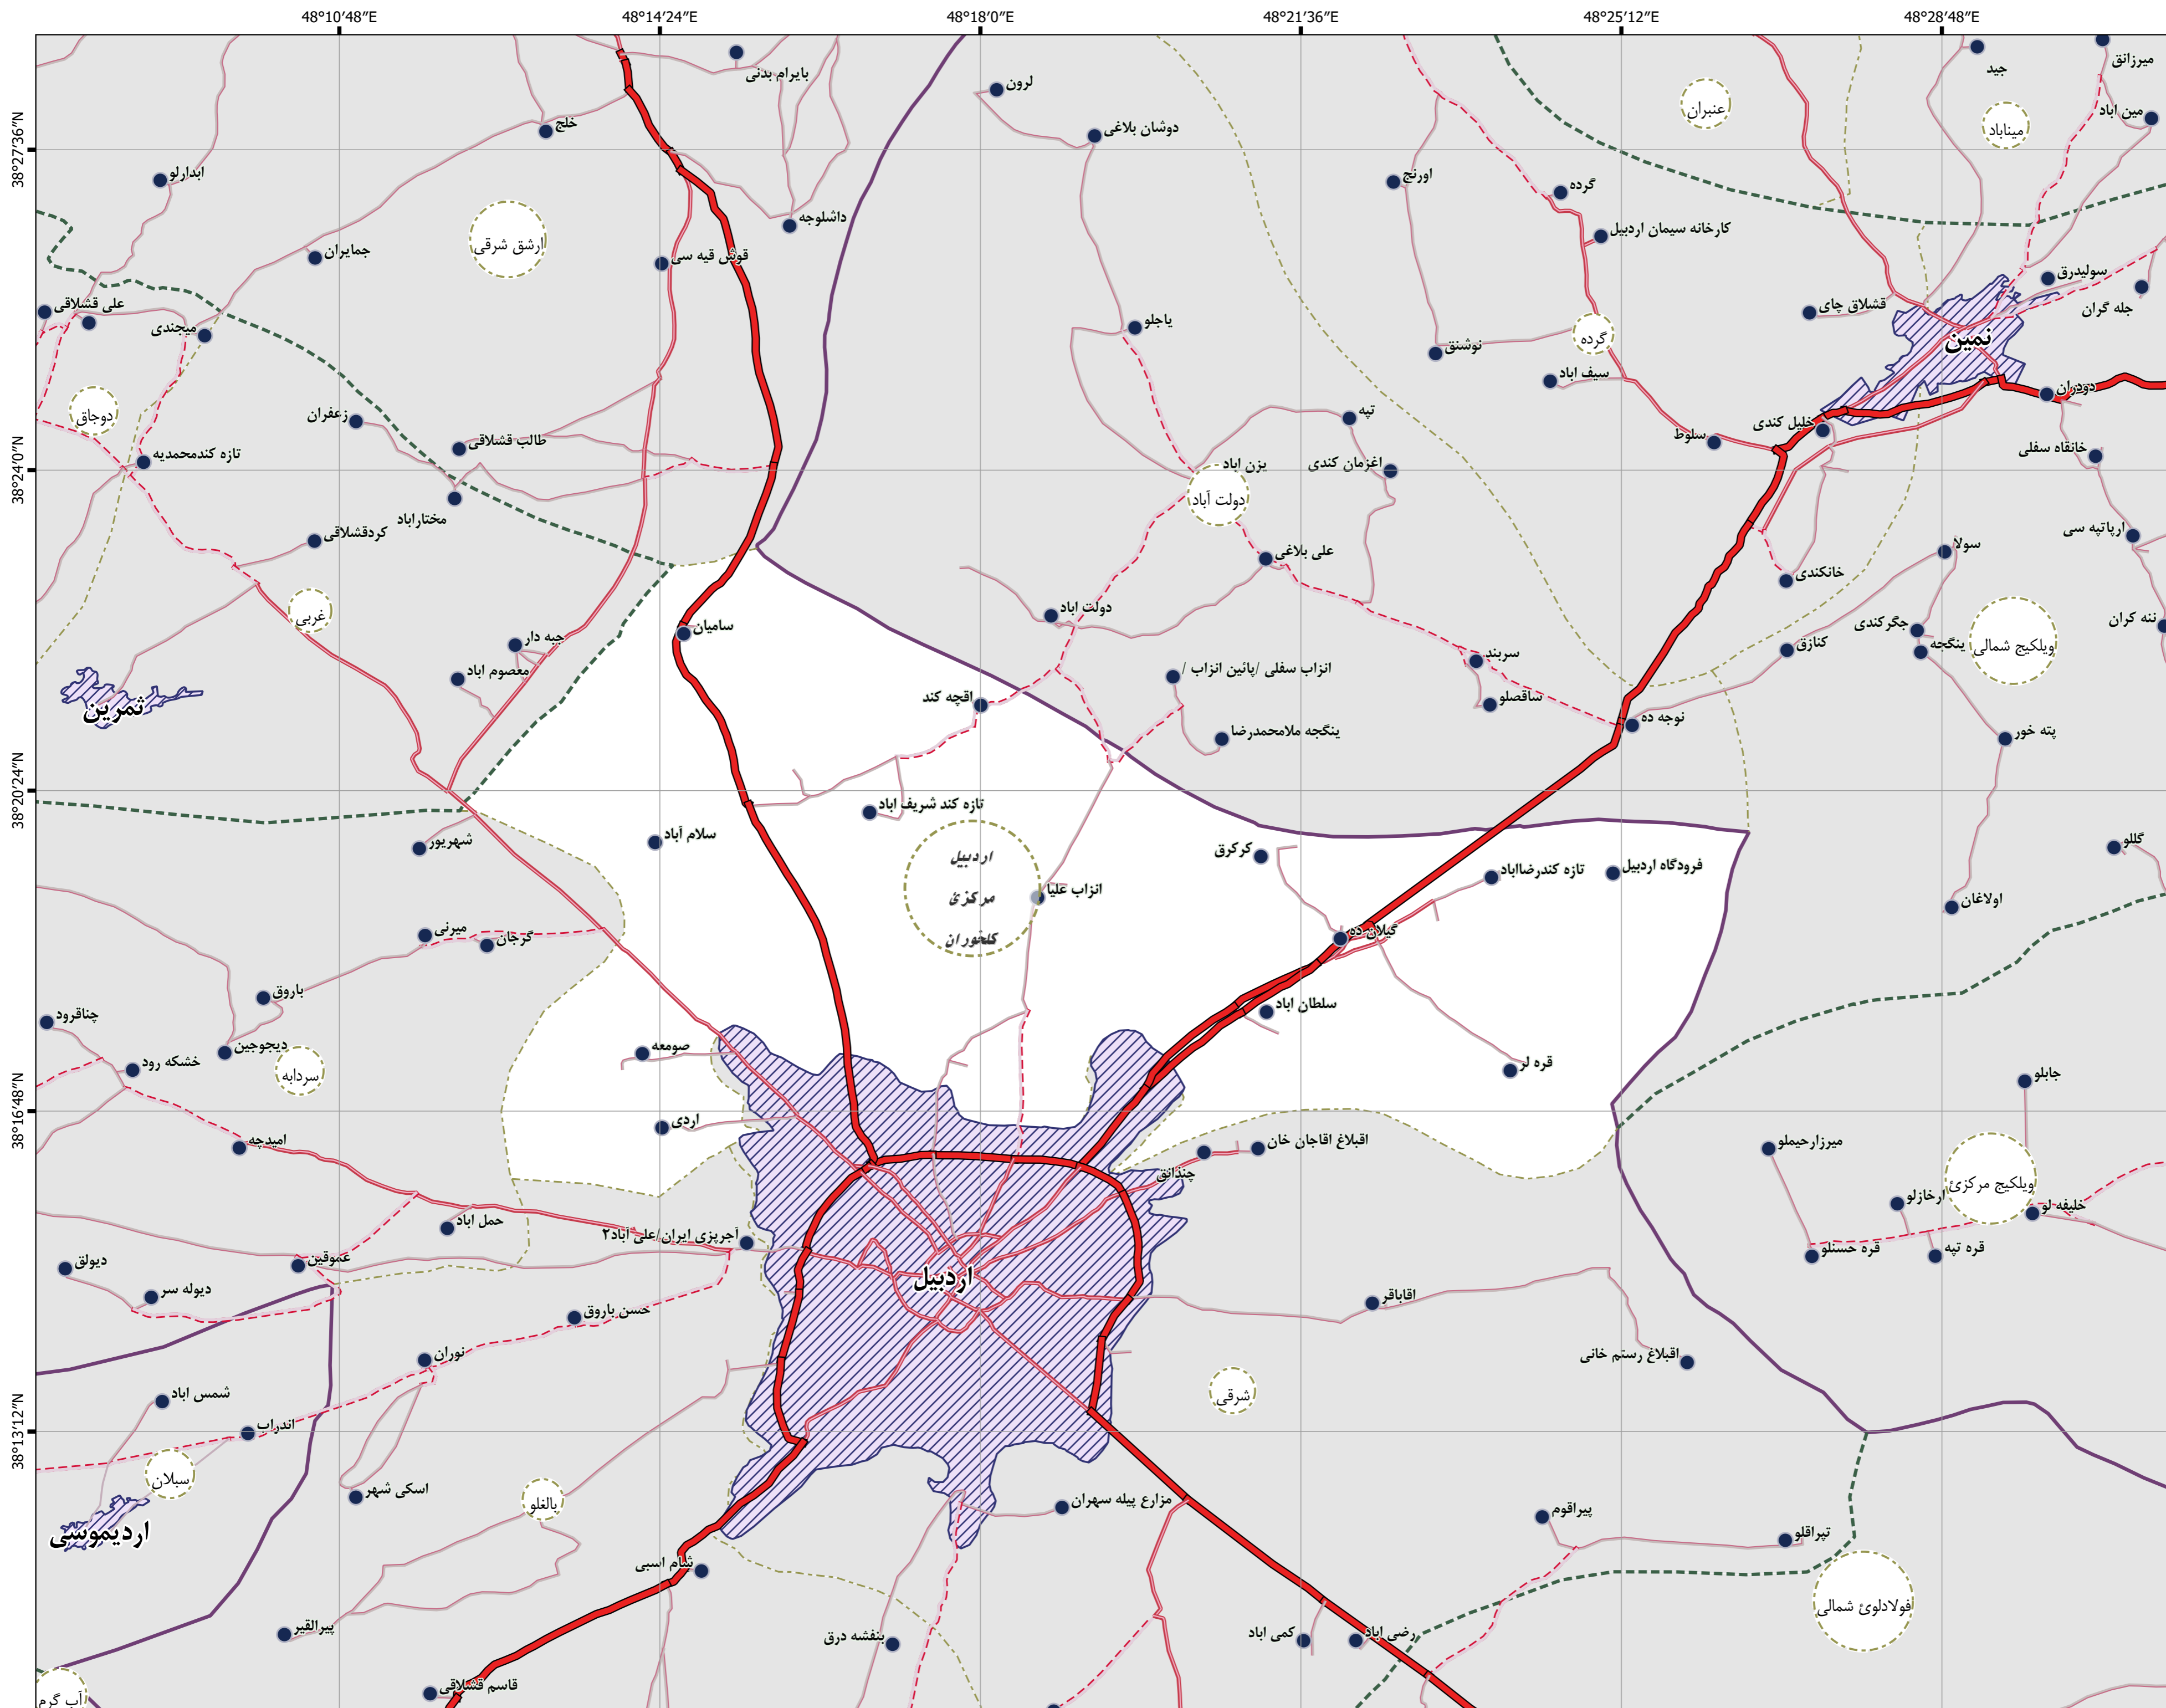 48°10'48"E
48°14'24"E
48°18'0"E
48°21'36"E
48°25'12"E
48°28'48"E
38°27'36"N
38°24'0"N
38°20'24"N
38°16'48"N
38°13'12"N
بایرام بدنی
لرون
جید
میرزانق
عنبران
میناباد
مین اباد
خلج
دوشان بلاغی
ابدارلو
اورنج
گرده
داشلوجه
کارخانه سیمان اردبیل
ارشق شرقی
جمایران
قوش قیه سی
سولیدرق
قشلاق چای
جله گران
علی قشلاقی
میجندی
یاجلو
گرده
نمین
نوشنق
سیف اباد
دودران
دوجاق
زعفران
تپه
خلیل کندی
سلوط
طالب قشلاقی
خانقاه سفلی
تازه کندمحمدیه
یزن اباد
اغزمان کندی
دولت آباد
مختاراباد
کردقشلاقی
ارپاتپه سی
سولا
علی بلاغی
خانکندی
غربی
دولت اباد
سامیان
جبه دار
ننه کران
جگرکندی
ینگجه
کنازق
ویلکیج شمالی
معصوم اباد
سربند
انزاب سفلی /پائین انزاب /
ثمرین
اقچه کند
ساقصلو
نوجه ده
ینگجه ملامحمدرضا
پته خور
تازه کند شریف اباد
شهریور
سلام آباد
گللو
کرکرق
اردبیل
مرکزئ
کلخوران
تازه کندرضااباد
فرودگاه اردبیل
انزاب علیا
اولاغان
میرنی
گرجان
گیلان ده
باروق
سلطان اباد
چناقرود
دیجوجین
صومعه
خشکه رود
سردابه
قره لر
جابلو
اردی
امیدچه
اقبلاغ اقاجان خان
میرزارحیملو
چندانق
ویلکیج مرکزئ
ارخازلو
خلیفه لو
حمل اباد
آجرپزی ایران/علی آباد۲
قره حسنلو
قره تپه
عموقین
دیولق
اردبیل
دیوله سر
اقاباقر
حسن باروق
نوران
اقبلاغ رستم خانی
شمس اباد
شرقی
اندراب
سبلان
اسکی شهر
یالغلو
مزارع پیله سهران
پیراقوم
تپراقلو
اردیموسی
شام اسبی
فولادلوئ شمالی
پیرالقیر
بنفشه درق
کمی اباد
رضی اباد
قاسم قشلاقی
آب گرم